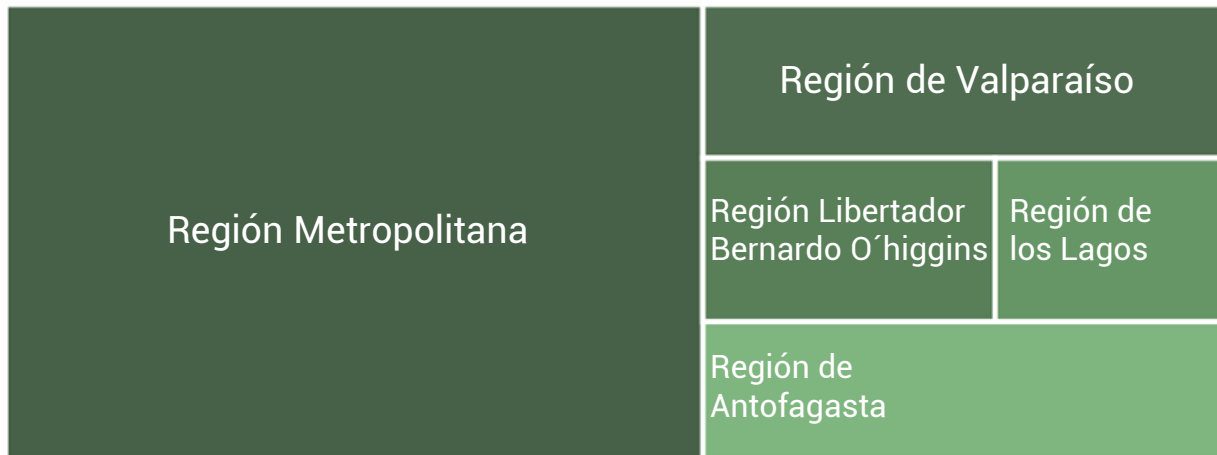 Región Metropolitana
Región de Valparaíso
Región Libertador
Bernardo O´higgins
Región de
los Lagos
Región de
Antofagasta